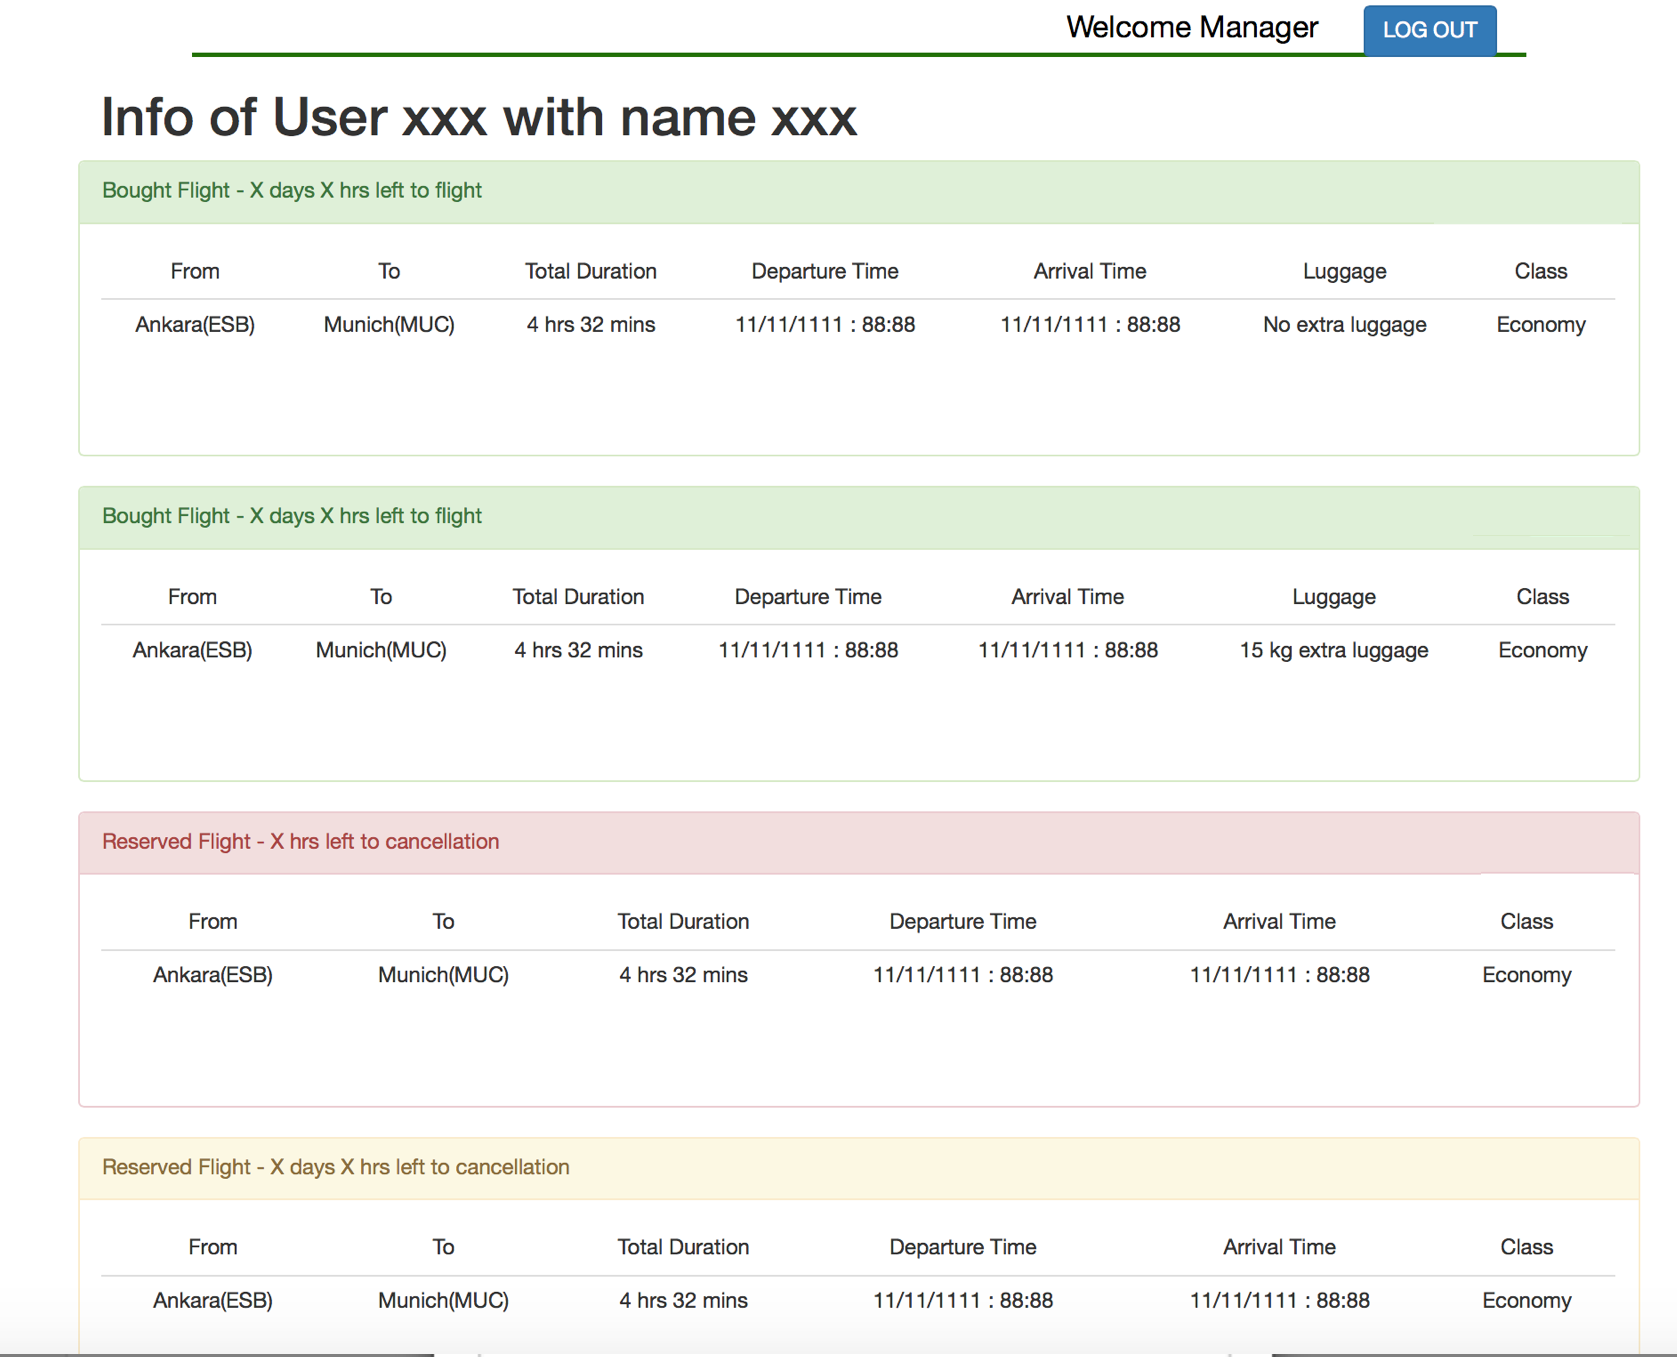 Welcome Manager LOG OUT
Info of User xxx with name xxx
Bought Flight - X days X hrs left to flight
From To Total Duration Departure Time Arrival Time Luggage Class
Ankara(ESB) Munich(MUC) 4 hrs 32 mins 11/11/1111 : 88:88 11/11/1111 : 88:88 No extra luggage Economy
Bought Flight - X days X hrs left to flight
From To Total Duration Departure Time Arrival Time Luggage Class
Ankara(ESB) Munich(MUC) 4 hrs 32 mins 11/11/1111 : 88:88 11/11/1111 : 88:88 15 kg extra luggage Economy
Reserved Flight - X hrs left to cancellation
From To Total Duration Departure Time Arrival Time Class
Ankara(ESB) Munich(MUC) 4 hrs 32 mins 11/11/1111 : 88:88 11/11/1111 : 88:88 Economy
Reserved Flight - X days X hrs left to cancellation
From To Total Duration Departure Time Arrival Time Class
Ankara(ESB) Munich(MUC) 4 hrs 32 mins 11/11/1111 : 88:88 11/11/1111 : 88:88 Economy